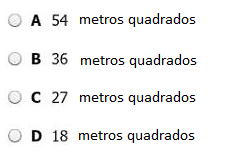 A 54 metros quadrados
B 36 metros quadrados
C 27 metros quadrados
D 18 metros quadrados